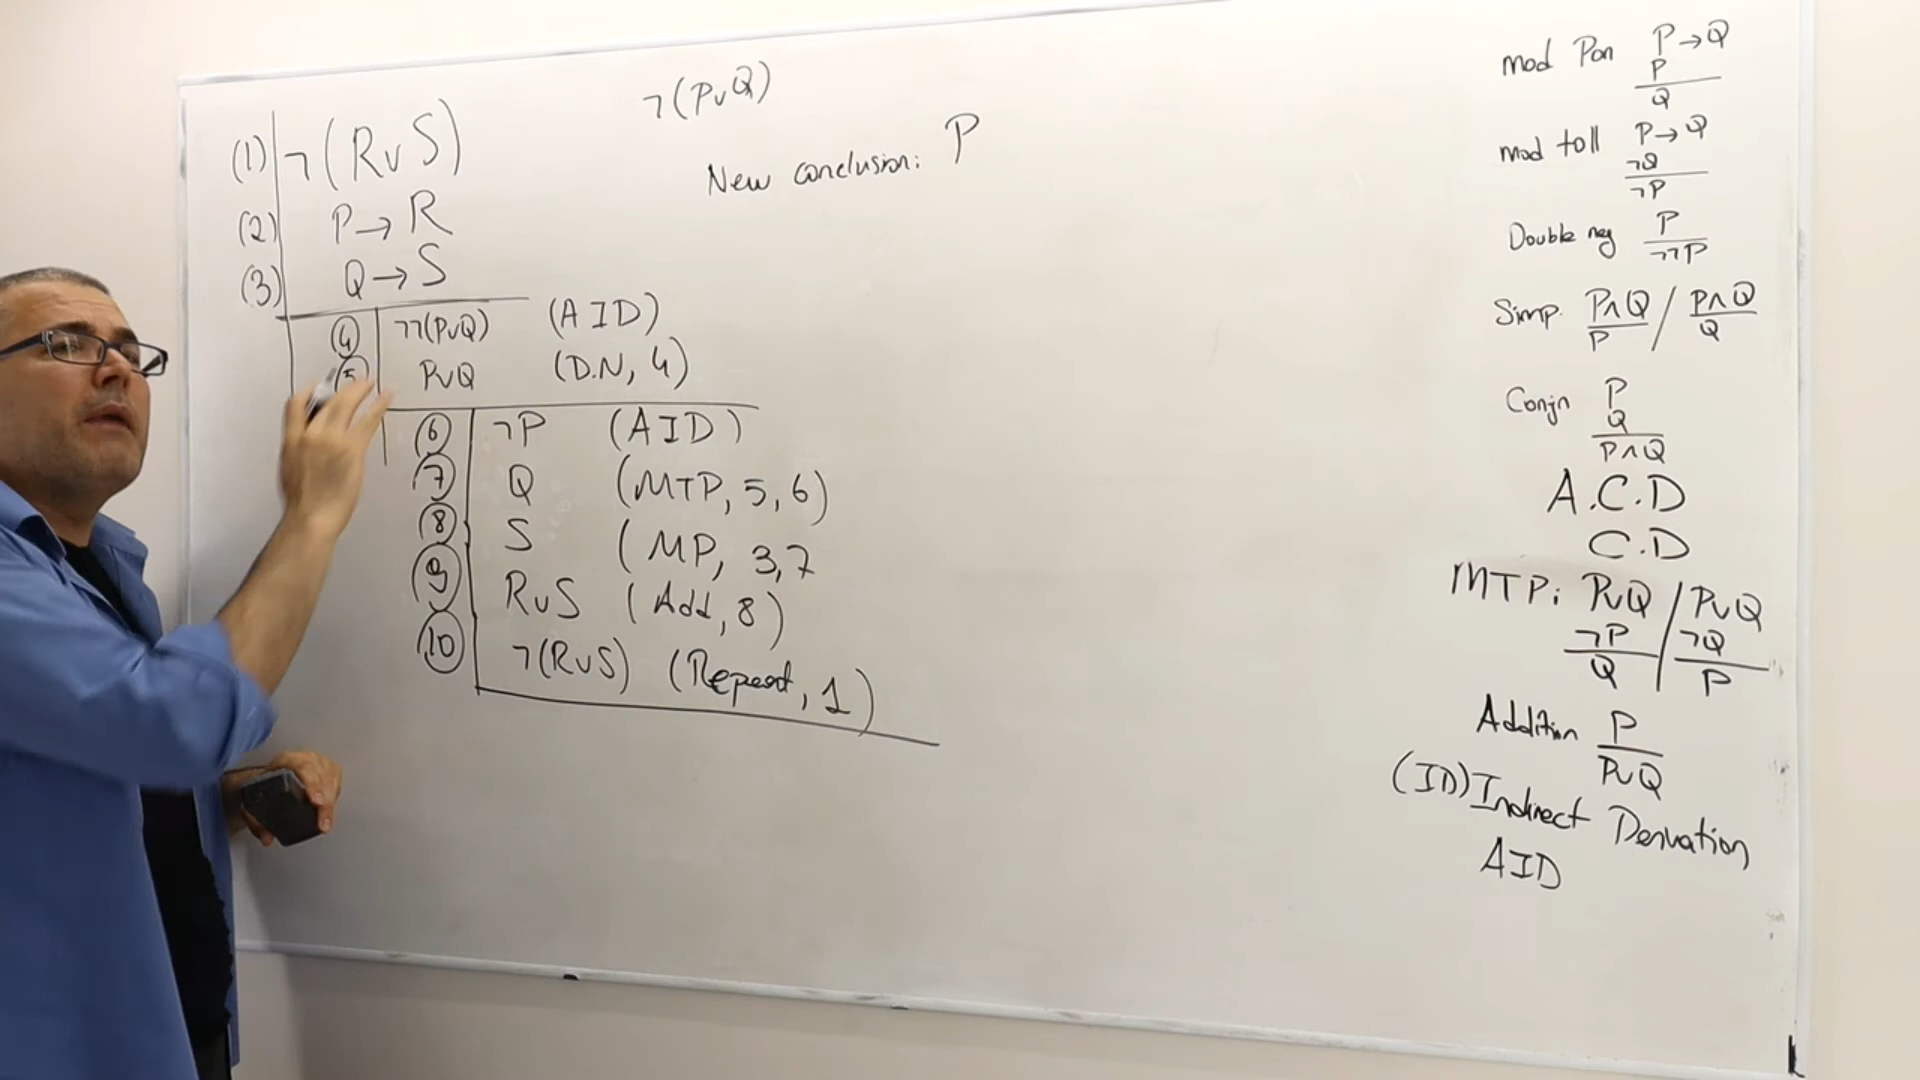 ¬(P∨Q)
New conclusion: P
(1) ¬(R∨S)
(2) P→R
(3) Q→S
4 ¬¬(P∨Q) (AID)
5 P∨Q (D.N, 4)
6 ¬P (AID)
7 Q (MTP, 5, 6)
8 S (MP, 3,7
9 R∨S (Add, 8)
10 ¬(R∨S) (Repeat, 1)
mod Pon P→Q
P
Q
mod toll P→Q
¬Q
¬P
Double neg P
¬¬P
Simp. P∧Q / P∧Q
P Q
Conjn P
Q
P∧Q
A.C.D
C.D
MTP: P∨Q / P∨Q
¬P ¬Q
Q P
Addition P
P∨Q
(ID) Indirect Derivation
AID